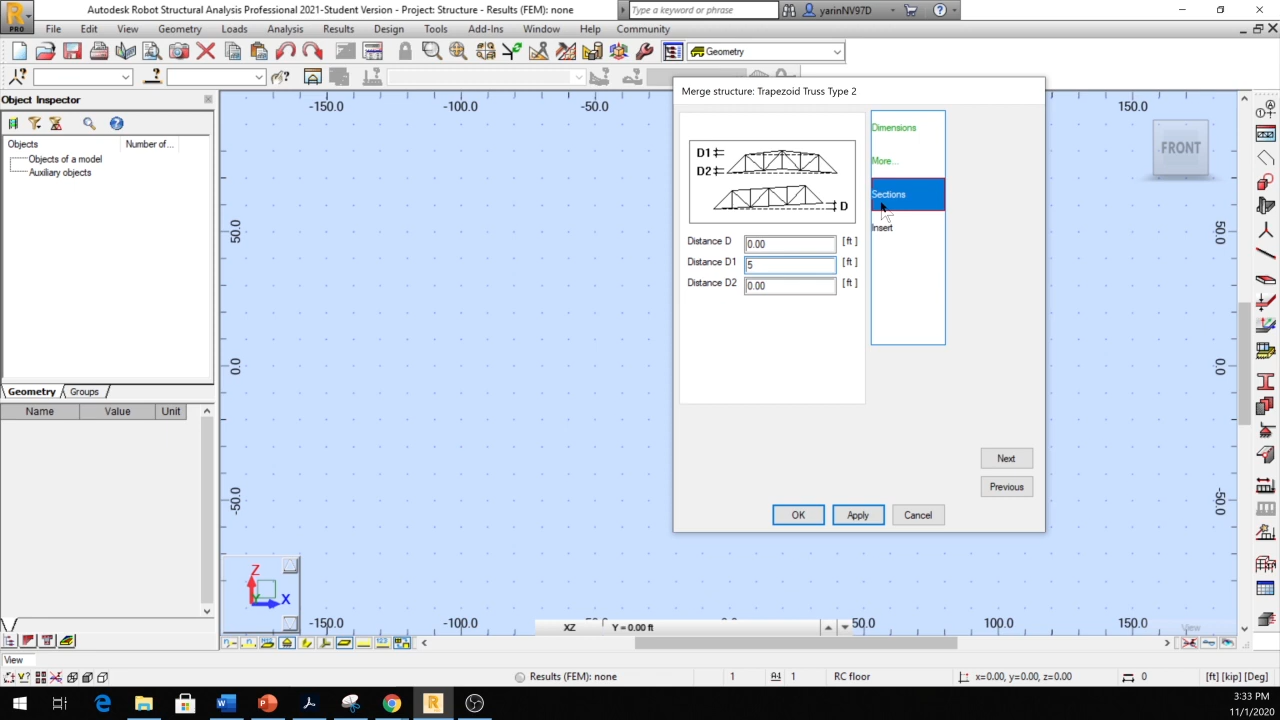 Autodesk Robot Structural Analysis Professional 2021-Student Version - Project: Structure - Results (FEM): none
Type a keyword or phrase
yarinNV97D
PRO
File Edit View Geometry Loads Analysis Results Design Tools Add-Ins Window Help Community
Geometry
Object Inspector
Objects Number of...
Objects of a model
Auxiliary objects
Geometry Groups
Name Value Unit
-150.0 -100.0 -50.0 150.0
50.0
0.0
-50.0
50.0
0.0
-50.0
FRONT
Merge structure: Trapezoid Truss Type 2
D1
D2
D
Distance D 0.00 [ft]
Distance D1 5 [ft]
Distance D2 0.00 [ft]
Dimensions
More...
Sections
Insert
Next
Previous
OK Apply Cancel
Z
Y
X
-150.0 -100.0 50.0 100.0 150.0
XZ Y = 0.00 ft
View
View
Results (FEM): none 1 1 RC floor x=0.00, y=0.00, z=0.00 0 [ft] [kip] [Deg]
3:33 PM
11/1/2020